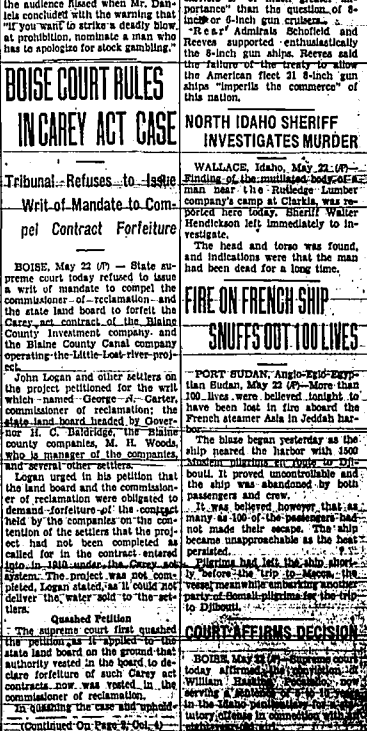 the audience hissed when Mr. Dan-
iels concluded with the warning that
"if you want to strike a deadly blow
at prohibition, nominate a man who
has to apologize for stock gambling."
BOISE COURT RULES
IN CAREY ACT CASE
Tribunal Refuses to Issue
Writ of Mandate to Com-
pel Contract Forfeiture
BOISE, May 22 (AP) — State su-
preme court today refused to issue
a writ of mandate to compel the
commissioner of reclamation and
the state land board to forfeit the
Carey act contract of the Blaine
County Investment company and
the Blaine County Canal company
operating the Little Lost river proj-
ect.
John Logan and other settlers on
the project petitioned for the writ
which named George N. Carter,
commissioner of reclamation; the
state land board headed by Gover-
nor H. C. Baldridge, the Blaine
county companies, M. H. Woods,
who is manager of the companies,
and several other settlers.
Logan urged in his petition that
the land board and the commission-
er of reclamation were obligated to
demand forfeiture of the contract
held by the companies on the con-
tention of the settlers that the proj-
ect had not been completed as
called for in the contract entered
into in 1910 under the Carey act
system. The project was not com-
pleted, Logan stated, as it could not
deliver the water sold to the set-
tlers.
Quashed Petition
The supreme court first quashed
the petition as it applied to the
state land board on the ground that
authority vested in the board to de-
clare forfeiture of such Carey act
contracts now was vested in the
commissioner of reclamation.
In quashing the case and uphold-
(Continued On Page 2, Col. 4)
portance" than the question of 8-
inch or 6-inch gun cruisers.
Rear Admirals Schofield and
Reeves supported enthusiastically
the 8-inch gun ships. Reeves said
the failure of the treaty to allow
the American fleet 21 8-inch gun
ships "imperils the commerce" of
this nation.
NORTH IDAHO SHERIFF
INVESTIGATES MURDER
WALLACE, Idaho, May 22 (AP)—
Finding of the mutilated body of a
man near the Rutledge Lumber
company's camp at Clarkia, was re-
ported here today. Sheriff Walter
Hendickson left immediately to in-
vestigate.
The head and torso was found,
and indications were that the man
had been dead for a long time.
FIRE ON FRENCH SHIP
SNUFFS OUT 100 LIVES
PORT SUDAN, Anglo-Eglo-Egyp-
tian Sudan, May 22 (AP)—More than
100 lives were believed tonight to
have been lost in fire aboard the
French steamer Asia in Jeddah har-
bor.
The blaze began yesterday as the
ship neared the harbor with 1500
Moslem pilgrims en route to Dji-
bouti. It proved uncontrollable and
the ship was abandoned by both
passengers and crew.
It was believed however that as
many as 100 of the passengers had
not made their escape. The ship
became unapproachable as the heat
persisted.
Pilgrims had left the ship short-
ly before the trip to Mecca, the
vessel meanwhile embarking another
party of Somali pilgrims for the trip
to Djibouti.
COURT AFFIRMS DECISION
BOISE, May 22 (AP)—Supreme court
today affirmed the conviction of
William Pocatello, now
serving a sentence of 5 to 10 years
in the Idaho penitentiary for a sta-
tutory offense in connection with an